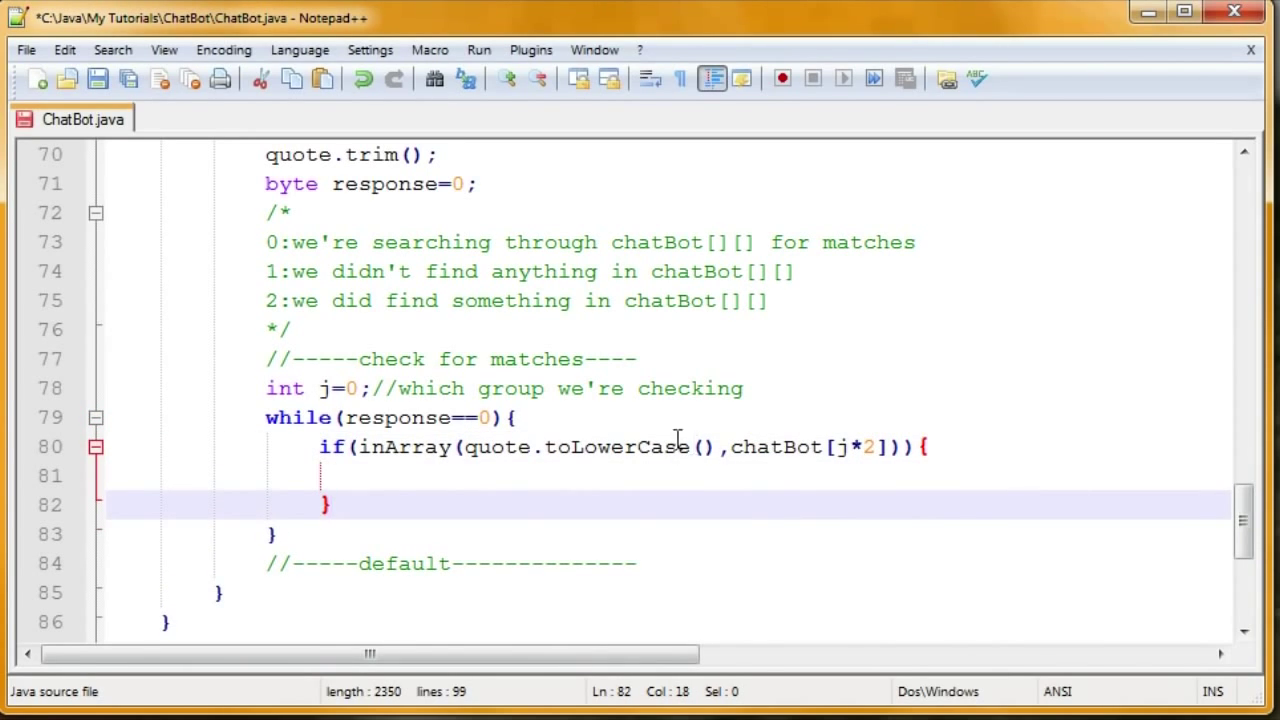 *C:\Java\My Tutorials\ChatBot\ChatBot.java - Notepad++
File Edit Search View Encoding Language Settings Macro Run Plugins Window ? X
ABC
ChatBot.java
70 quote.trim();
71 byte response=0;
72 /*
73 0:we're searching through chatBot[][] for matches
74 1:we didn't find anything in chatBot[][]
75 2:we did find something in chatBot[][]
76 */
77 //-----check for matches----
78 int j=0;//which group we're checking
79 while(response==0){
80 if(inArray(quote.toLowerCase(),chatBot[j*2])){
81
82 }
83 }
84 //-----default--------------
85 }
86 }
Java source file length : 2350 lines : 99 Ln : 82 Col : 18 Sel : 0 Dos\Windows ANSI INS